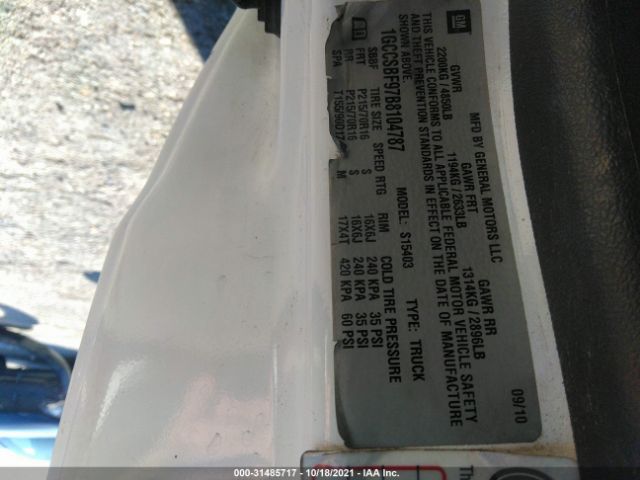 GM
MFD BY GENERAL MOTORS LLC
09/10
GVWR GAWR FRT GAWR RR
2200KG/4850LB 1194KG/2633LB 1314KG/2896LB
THIS VEHICLE CONFORMS TO ALL APPLICABLE FEDERAL MOTOR VEHICLE SAFETY
AND THEFT PREVENTION STANDARDS IN EFFECT ON THE DATE OF MANUFACTURE
SHOWN ABOVE.
1GCCSBF97B8104787 MODEL: S15403 TYPE: TRUCK
SBBF TIRE SIZE SPEED RTG RIM COLD TIRE PRESSURE
FRT P215/70R16 S 16X6J 240 KPA 35 PSI
RR P215/70R16 S 16X6J 240 KPA 35 PSI
SPA T155/90D17 M 17X4T 420 KPA 60 PSI
000-31485717 - 10/18/2021 - IAA Inc.